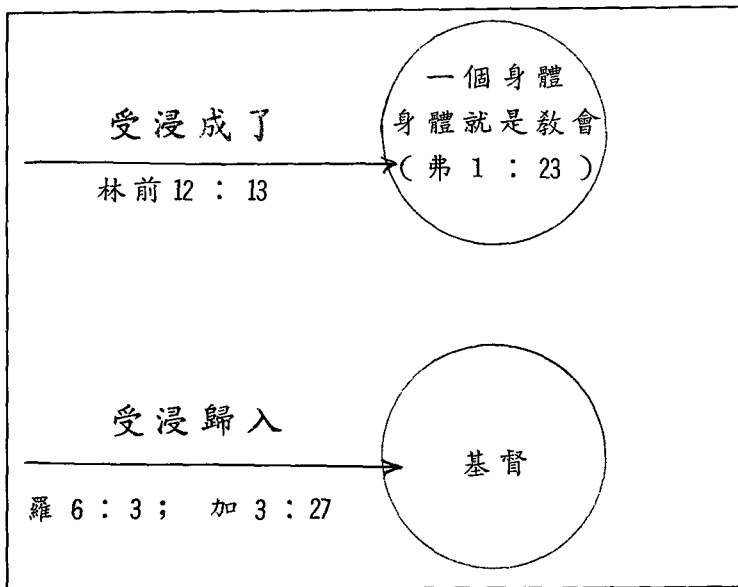 一個身體
受浸成了
身體就是教會
林前 12 : 13
( 弗 1 : 23 )
受浸歸入
基督
羅 6 : 3 ; 加 3 : 27